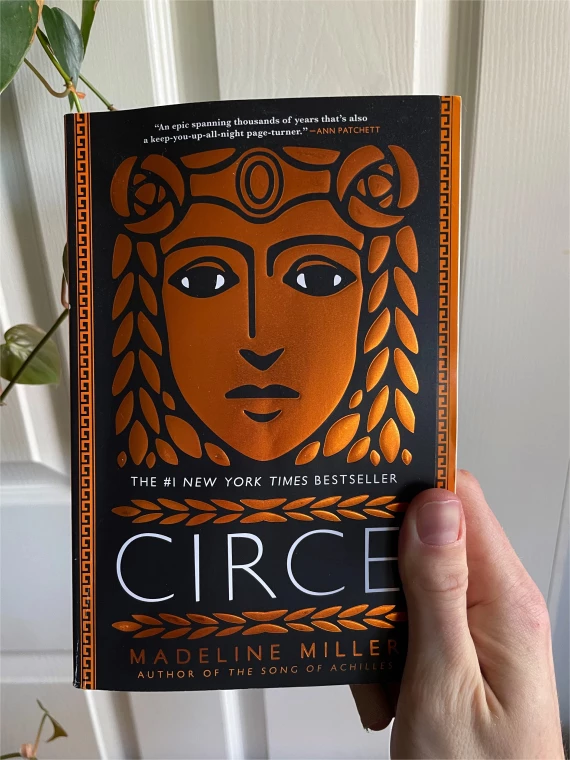 “An epic spanning thousands of years that’s also
a keep-you-up-all-night page-turner.” —ANN PATCHETT
THE #1 NEW YORK TIMES BESTSELLER
CIRCE
MADELINE MILLER
AUTHOR OF THE SONG OF ACHILLES